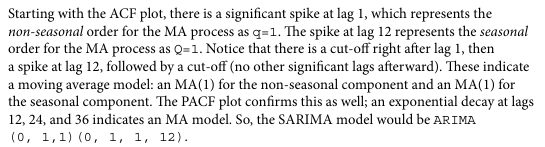 Starting with the ACF plot, there is a significant spike at lag 1, which represents the
non-seasonal order for the MA process as q=1. The spike at lag 12 represents the seasonal
order for the MA process as Q=1. Notice that there is a cut-off right after lag 1, then
a spike at lag 12, followed by a cut-off (no other significant lags afterward). These indicate
a moving average model: an MA(1) for the non-seasonal component and an MA(1) for
the seasonal component. The PACF plot confirms this as well; an exponential decay at lags
12, 24, and 36 indicates an MA model. So, the SARIMA model would be ARIMA
(0, 1,1)(0, 1, 1, 12).